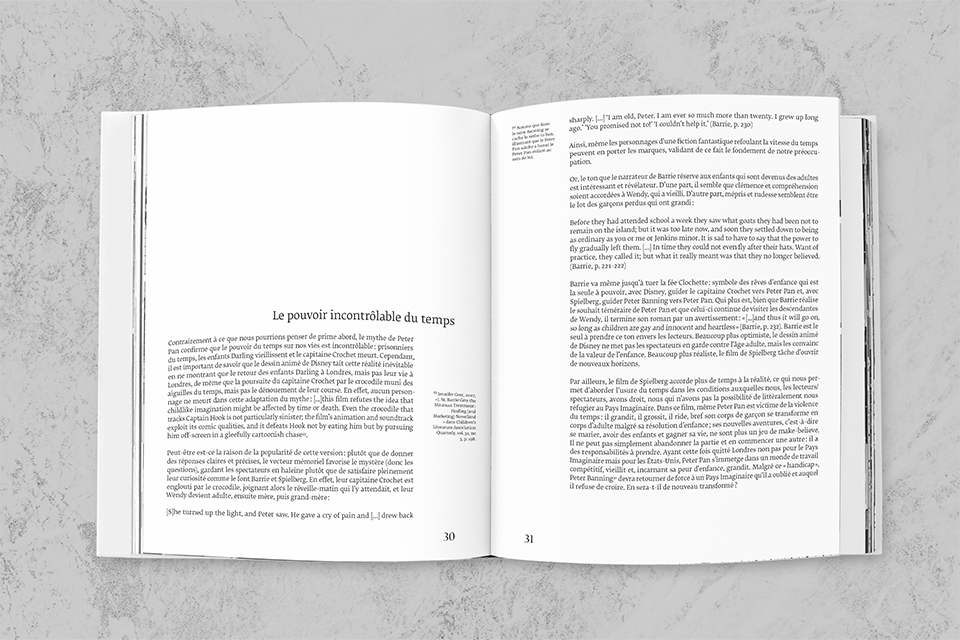 Le pouvoir incontrôlable du temps
Contrairement à ce que nous pourrions penser de prime abord, le mythe de Peter
Pan confirme que le pouvoir du temps sur nos vies est incontrôlable : prisonniers
du temps, les enfants Darling vieillissent et le capitaine Crochet meurt. Cependant,
il est important de savoir que le dessin animé de Disney tait cette réalité inévitable
en ne montrant que le retour des enfants Darling à Londres, mais pas leur vie à
Londres, de même que la poursuite du capitaine Crochet par le crocodile muni des
aiguilles du temps, mais pas le dénouement de leur course. En effet, aucun person-
nage ne meurt dans cette adaptation du mythe : [...]this film refutes the idea that
childlike imagination might be affected by time or death. Even the crocodile that
tracks Captain Hook is not particularly sinister; the film's animation and soundtrack
exploit its comic qualities, and it defeats Hook not by eating him but by pursuing
him off-screen in a gleefully cartoonish chase
Jennifer Geer, 2007,
« J. M. Barrie Gets the
Miramax Treatment:
Finding (and
Marketing) Neverland
» dans Children's
Literature Association
Quarterly, vol. 32, no
3, p. 196.
Peut-être est-ce la raison de la popularité de cette version : plutôt que de donner
des réponses claires et précises, le vecteur mémoriel favorise le mystère (donc les
questions), gardant les spectateurs en haleine plutôt que de satisfaire pleinement
leur curiosité comme le font Barrie et Spielberg. En effet, leur capitaine Crochet est
englouti par le crocodile, joignant alors le réveille-matin qui l'y attendait, et leur
Wendy devient adulte, ensuite mère, puis grand-mère :
[S]he turned up the light, and Peter saw. He gave a cry of pain and [...] drew back
30
que dans
le nom Banning se
cache le verbe to ban,
illustrant que le Peter
Pan adulte a banni le
Peter Pan enfant au
sein de lui.
sharply. [...] 'I am old, Peter. I am ever so much more than twenty. I grew up long
ago.' 'You promised not to!' 'I couldn't help it.' (Barrie, p. 230)
Ainsi, même les personnages d'une fiction fantastique refoulant la vitesse du temps
peuvent en porter les marques, validant de ce fait le fondement de notre préoccu-
pation.
Or, le ton que le narrateur de Barrie réserve aux enfants qui sont devenus des adultes
est intéressant et révélateur. D'une part, il semble que clémence et compréhension
soient accordées à Wendy, qui a vieilli. D'autre part, mépris et rudesse semblent être
le lot des garçons perdus qui ont grandi :
Before they had attended school a week they saw what goats they had been not to
remain on the island; but it was too late now, and soon they settled down to being
as ordinary as you or me or Jenkins minor. It is sad to have to say that the power to
fly gradually left them. [...] In time they could not even fly after their hats. Want of
practice, they called it; but what it really meant was that they no longer believed.
(Barrie, p. 221-222)
Barrie va même jusqu'à tuer la fée Clochette : symbole des rêves d'enfance qui est
la seule à pouvoir, avec Disney, guider le capitaine Crochet vers Peter Pan et, avec
Spielberg, guider Peter Banning vers Peter Pan. Qui plus est, bien que Barrie réalise
le souhait téméraire de Peter Pan et que celui-ci continue de visiter les descendantes
de Wendy, il termine son roman par un avertissement : « [...]and thus it will go on,
so long as children are gay and innocent and heartless » (Barrie, p. 232). Barrie est le
seul à prendre ce ton envers les lecteurs. Beaucoup plus optimiste, le dessin animé
de Disney ne met pas les spectateurs en garde contre l'âge adulte, mais les convainc
de la valeur de l'enfance. Beaucoup plus réaliste, le film de Spielberg tâche d'ouvrir
de nouveaux horizons.
Par ailleurs, le film de Spielberg accorde plus de temps à la réalité, ce qui nous per-
met d'aborder l'usure du temps dans les conditions auxquelles nous, les lecteurs/
spectateurs, avons droit, nous qui n'avons pas la possibilité de littéralement nous
réfugier au Pays Imaginaire. Dans ce film, même Peter Pan est victime de la violence
du temps : il grandit, il grossit, il ride, bref son corps de garçon se transforme en
corps d'adulte malgré sa résolution d'enfance ; ses nouvelles aventures, c'est-à-dire
se marier, avoir des enfants et gagner sa vie, ne sont plus un jeu de make-believe.
Il ne peut pas simplement abandonner la partie et en commencer une autre : il a
des responsabilités à prendre. Ayant cette fois quitté Londres non pas pour le Pays
Imaginaire mais pour les États-Unis, Peter Pan s'immerge dans un monde de travail
compétitif, vieillit et, incarnant sa peur d'enfance, grandit. Malgré ce « handicap »,
Peter Banning devra retourner de force à un Pays Imaginaire qu'il a oublié et auquel
il refuse de croire. En sera-t-il de nouveau transformé ?
31